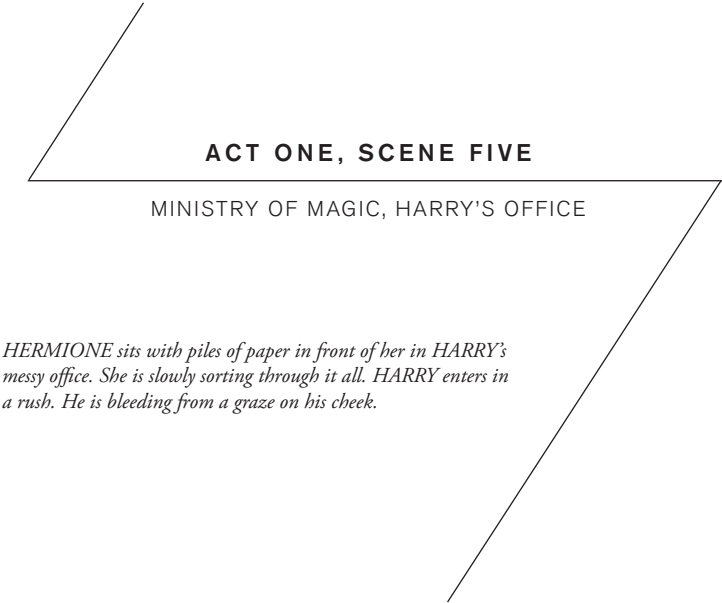 ACT ONE, SCENE FIVE
MINISTRY OF MAGIC, HARRY’S OFFICE
HERMIONE sits with piles of paper in front of her in HARRY’s
messy office. She is slowly sorting through it all. HARRY enters in
a rush. He is bleeding from a graze on his cheek.